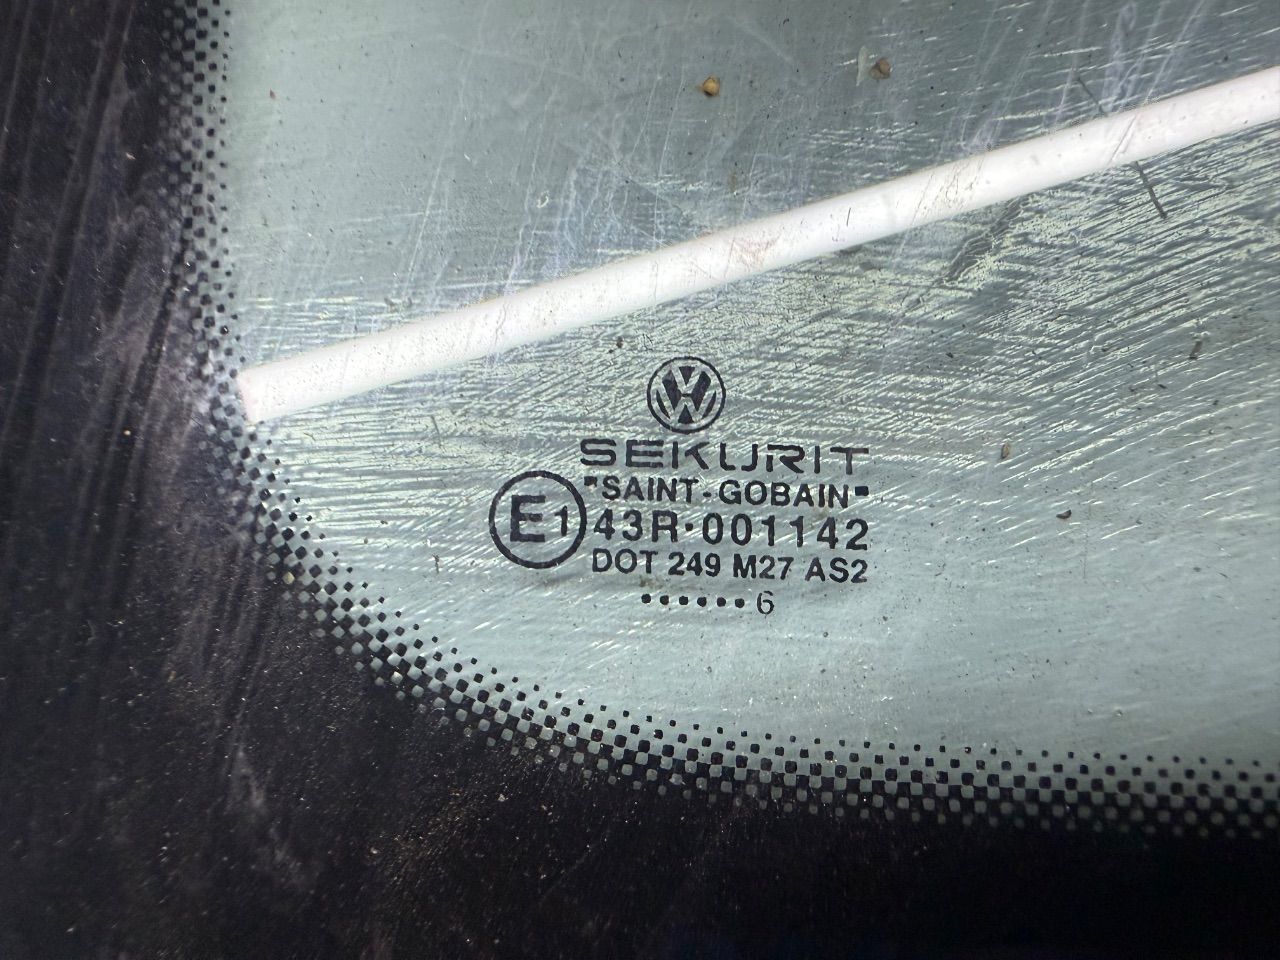 SEKURIT
"SAINT-GOBAIN"
E1 43R-001142
DOT 249 M27 AS2
......6